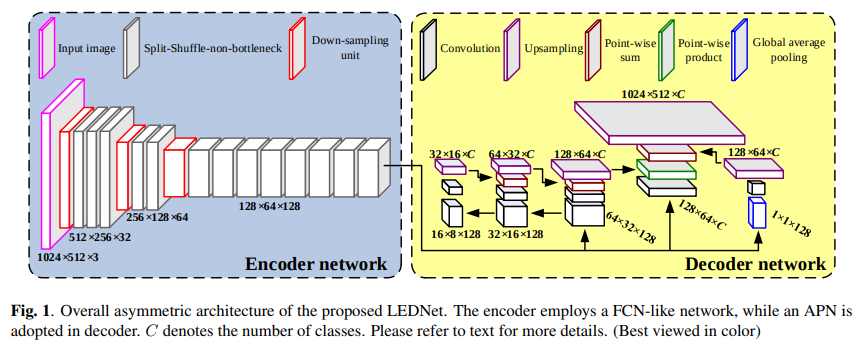 Input image
Split-Shuffle-non-bottleneck
Down-sampling
unit
1024×512×3
512×256×32
256×128×64
128×64×128
Encoder network
Convolution
Upsampling
Point-wise
sum
Point-wise
product
Global average
pooling
1024×512×C
32×16×C
64×32×C
128×64×C
128×64×C
16×8×128
32×16×128
64×32×128
128×64×C
1×1×128
Decoder network
Fig. 1. Overall asymmetric architecture of the proposed LEDNet. The encoder employs a FCN-like network, while an APN is
adopted in decoder. C denotes the number of classes. Please refer to text for more details. (Best viewed in color)